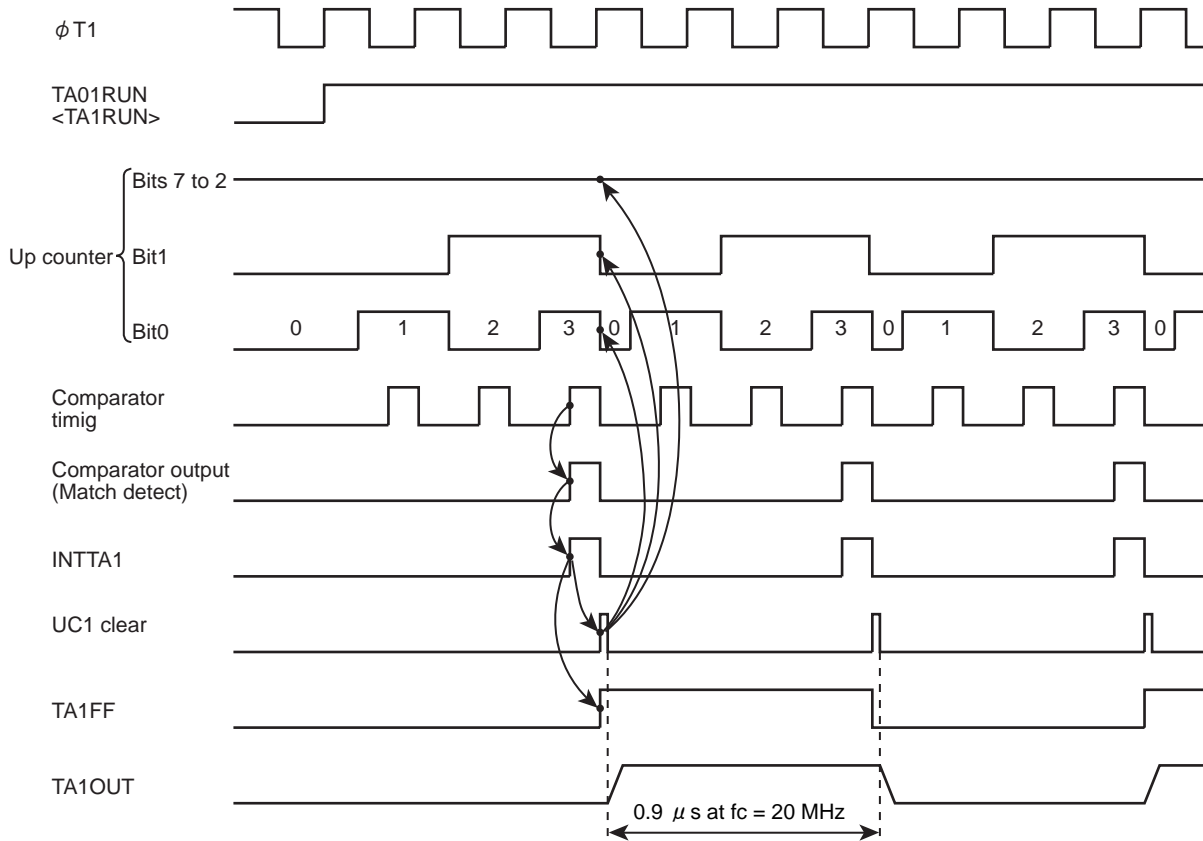 φT1
TA01RUN
<TA1RUN>
Up counter
Bits 7 to 2
Bit1
Bit0
0 1 2 3 0 1 2 3 0 1 2 3 0
Comparator
timig
Comparator output
(Match detect)
INTTA1
UC1 clear
TA1FF
TA1OUT
0.9 μs at fc = 20 MHz